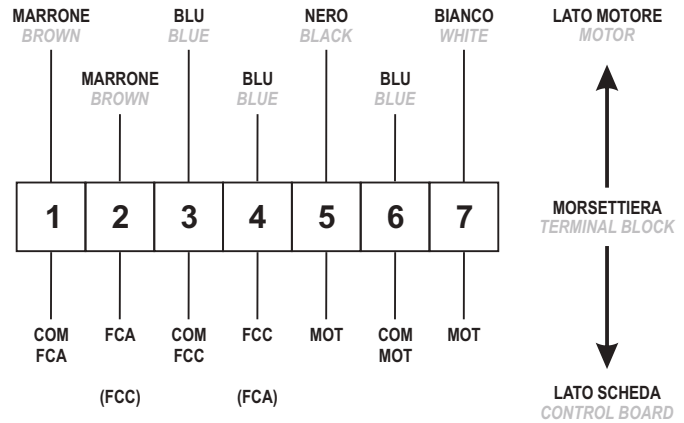 MARRONE BLU NERO BIANCO LATO MOTORE
BROWN BLUE BLACK WHITE MOTOR
MARRONE BLU BLU
BROWN BLUE BLUE
1 2 3 4 5 6 7
MORSETTIERA
TERMINAL BLOCK
COM FCA COM FCC MOT COM MOT
FCA FCC MOT
(FCC) (FCA)
LATO SCHEDA
CONTROL BOARD